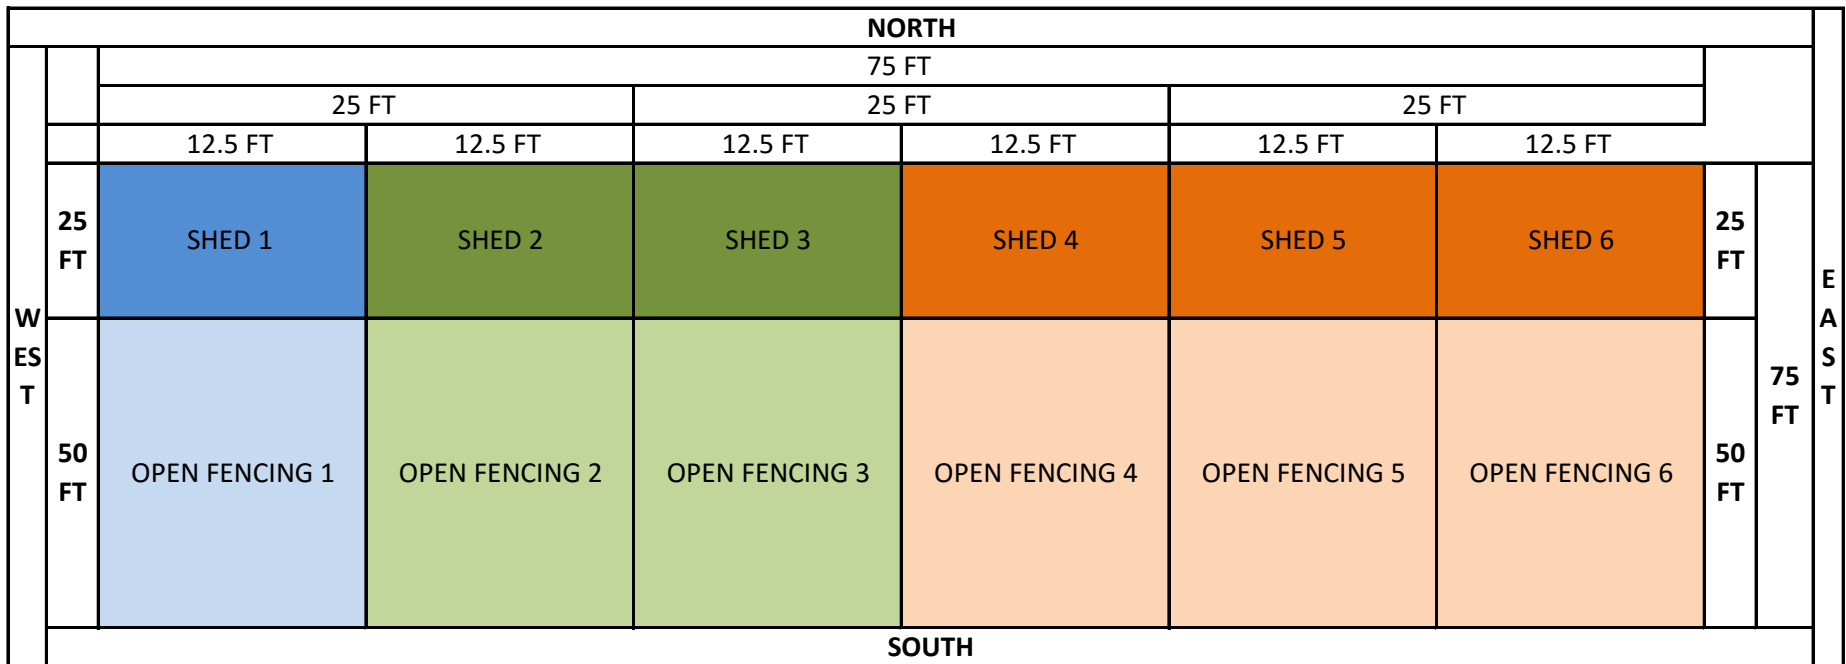 NORTH
75 FT
25 FT 25 FT 25 FT
12.5 FT 12.5 FT 12.5 FT 12.5 FT 12.5 FT 12.5 FT
25
FT
SHED 1 SHED 2 SHED 3 SHED 4 SHED 5 SHED 6
25
FT
W
ES
T
E
A
S
T
75
FT
50
FT
OPEN FENCING 1 OPEN FENCING 2 OPEN FENCING 3 OPEN FENCING 4 OPEN FENCING 5 OPEN FENCING 6
50
FT
SOUTH